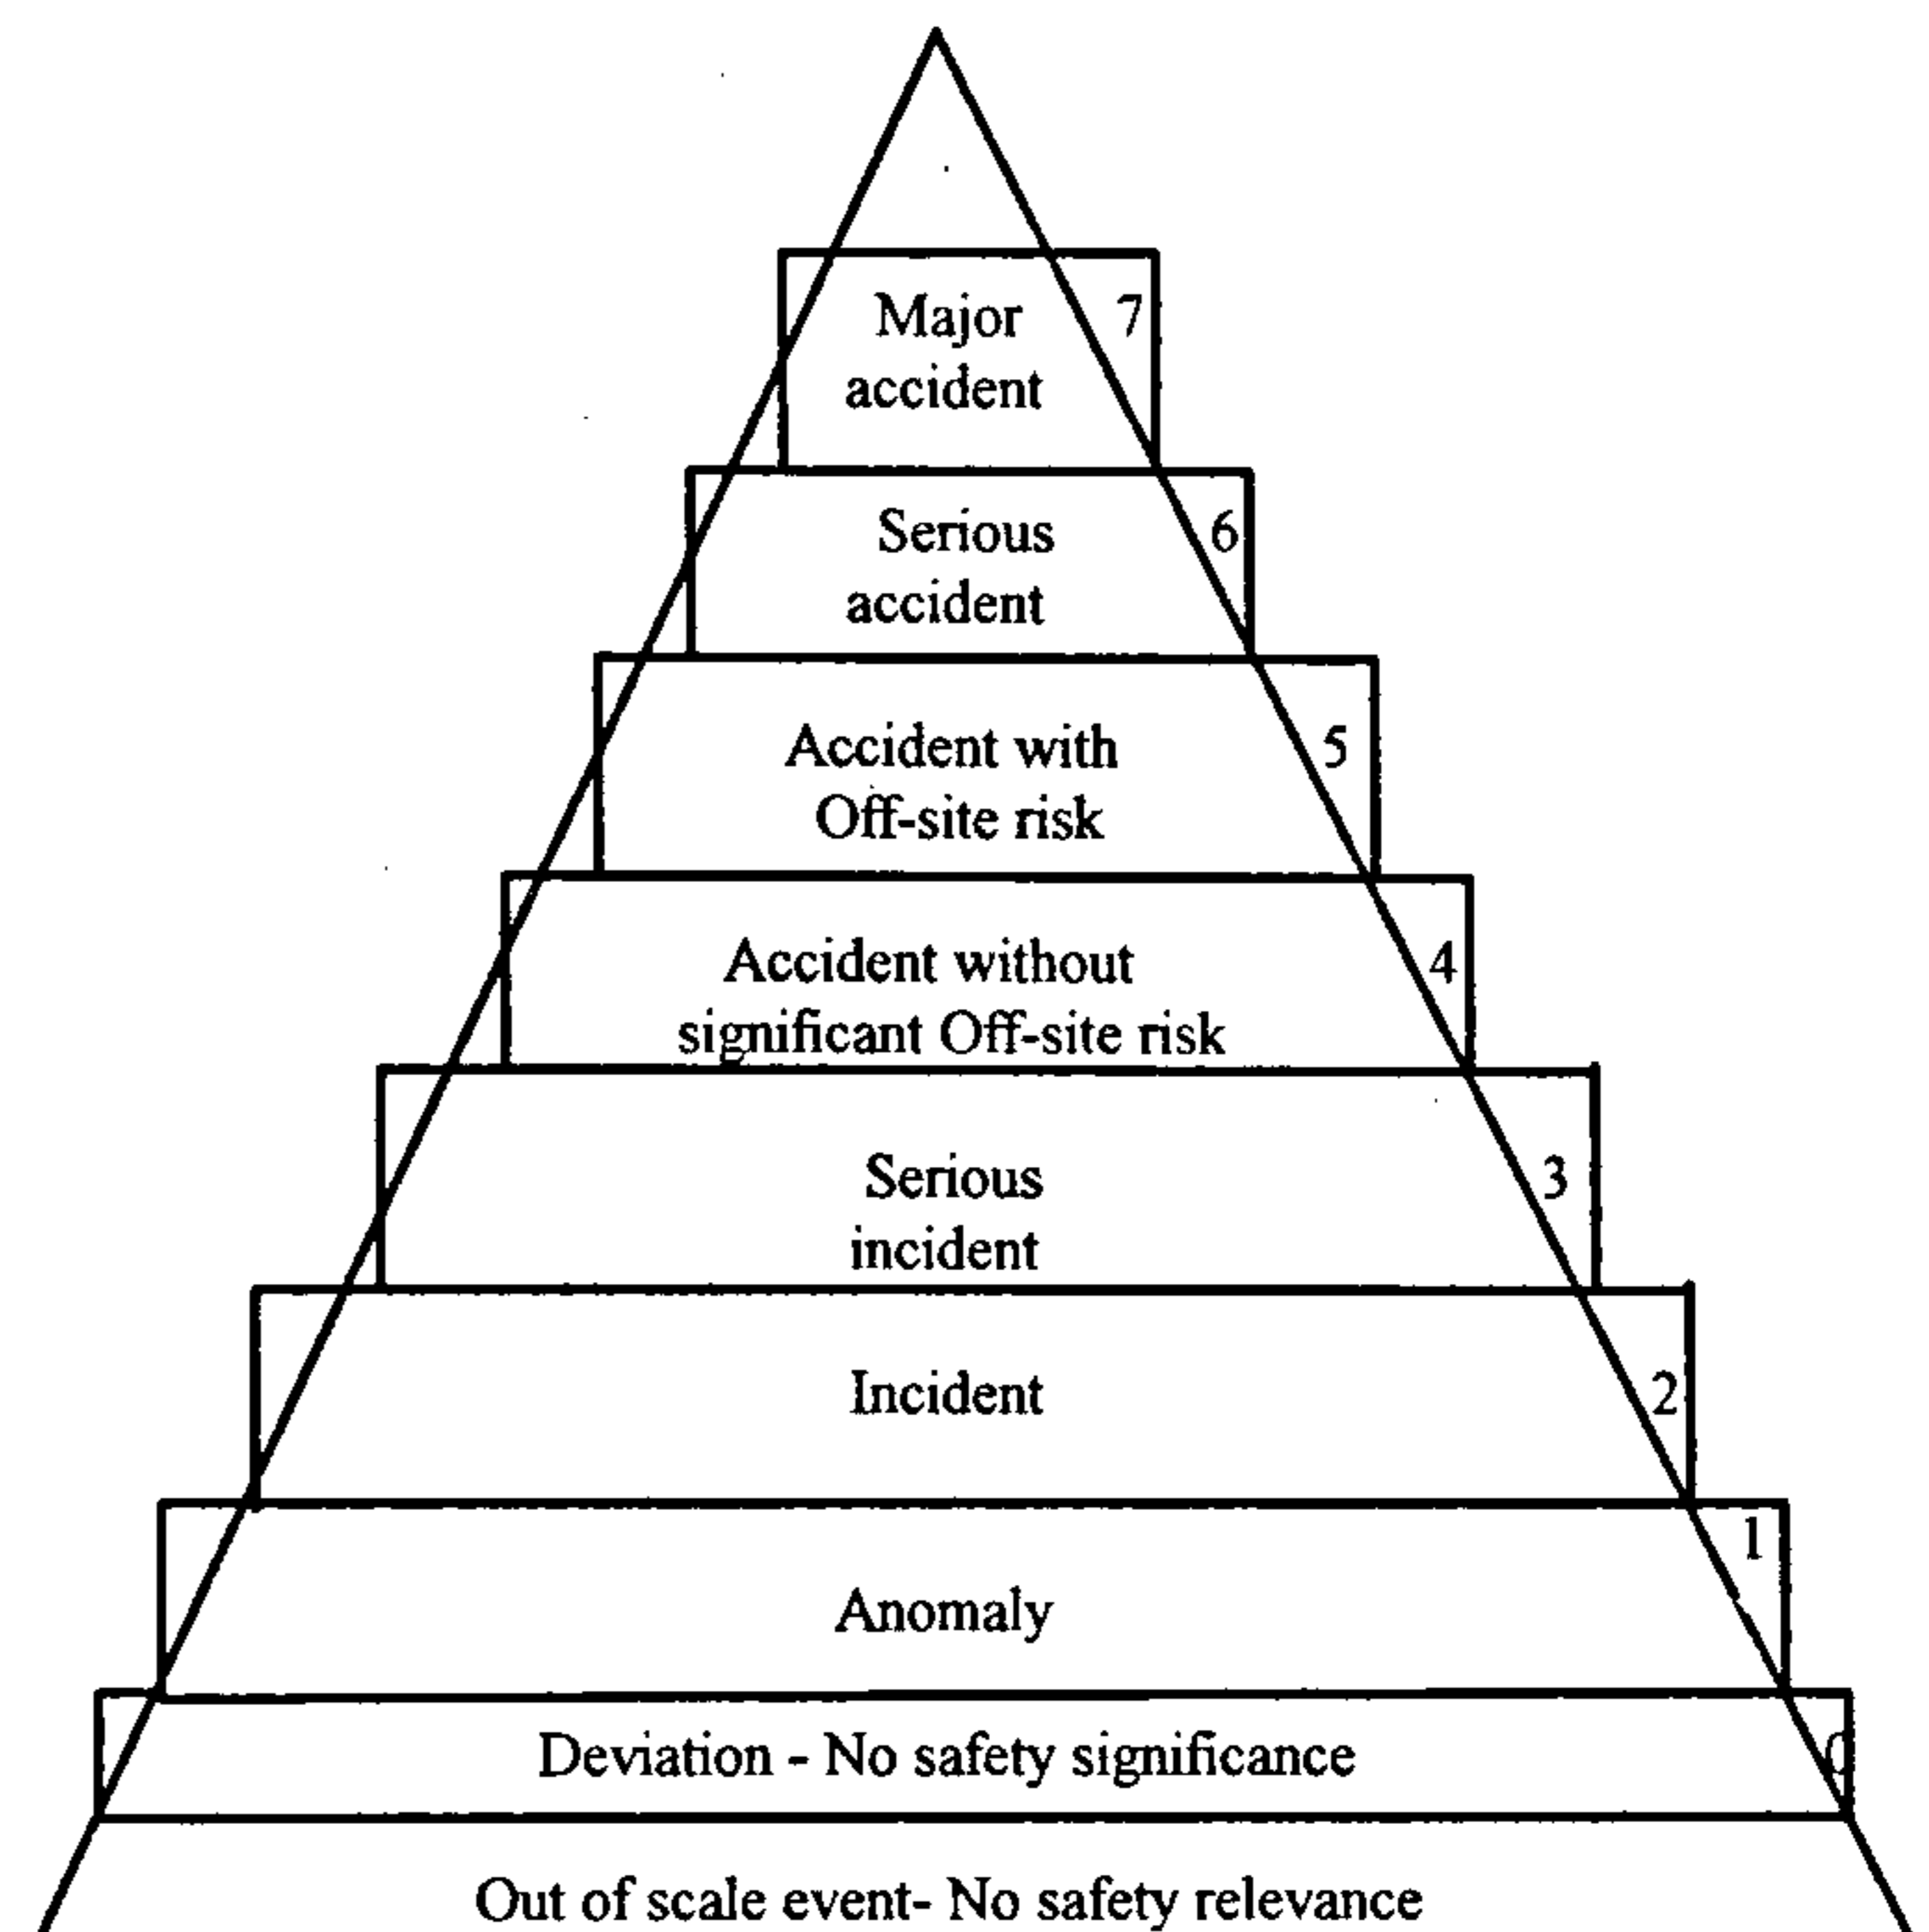 Major 7
accident
Serious 6
accident
Accident with 5
Off-site risk
Accident without 4
significant Off-site risk
Serious 3
incident
Incident 2
1
Anomaly
Deviation - No safety significance 0
Out of scale event- No safety relevance